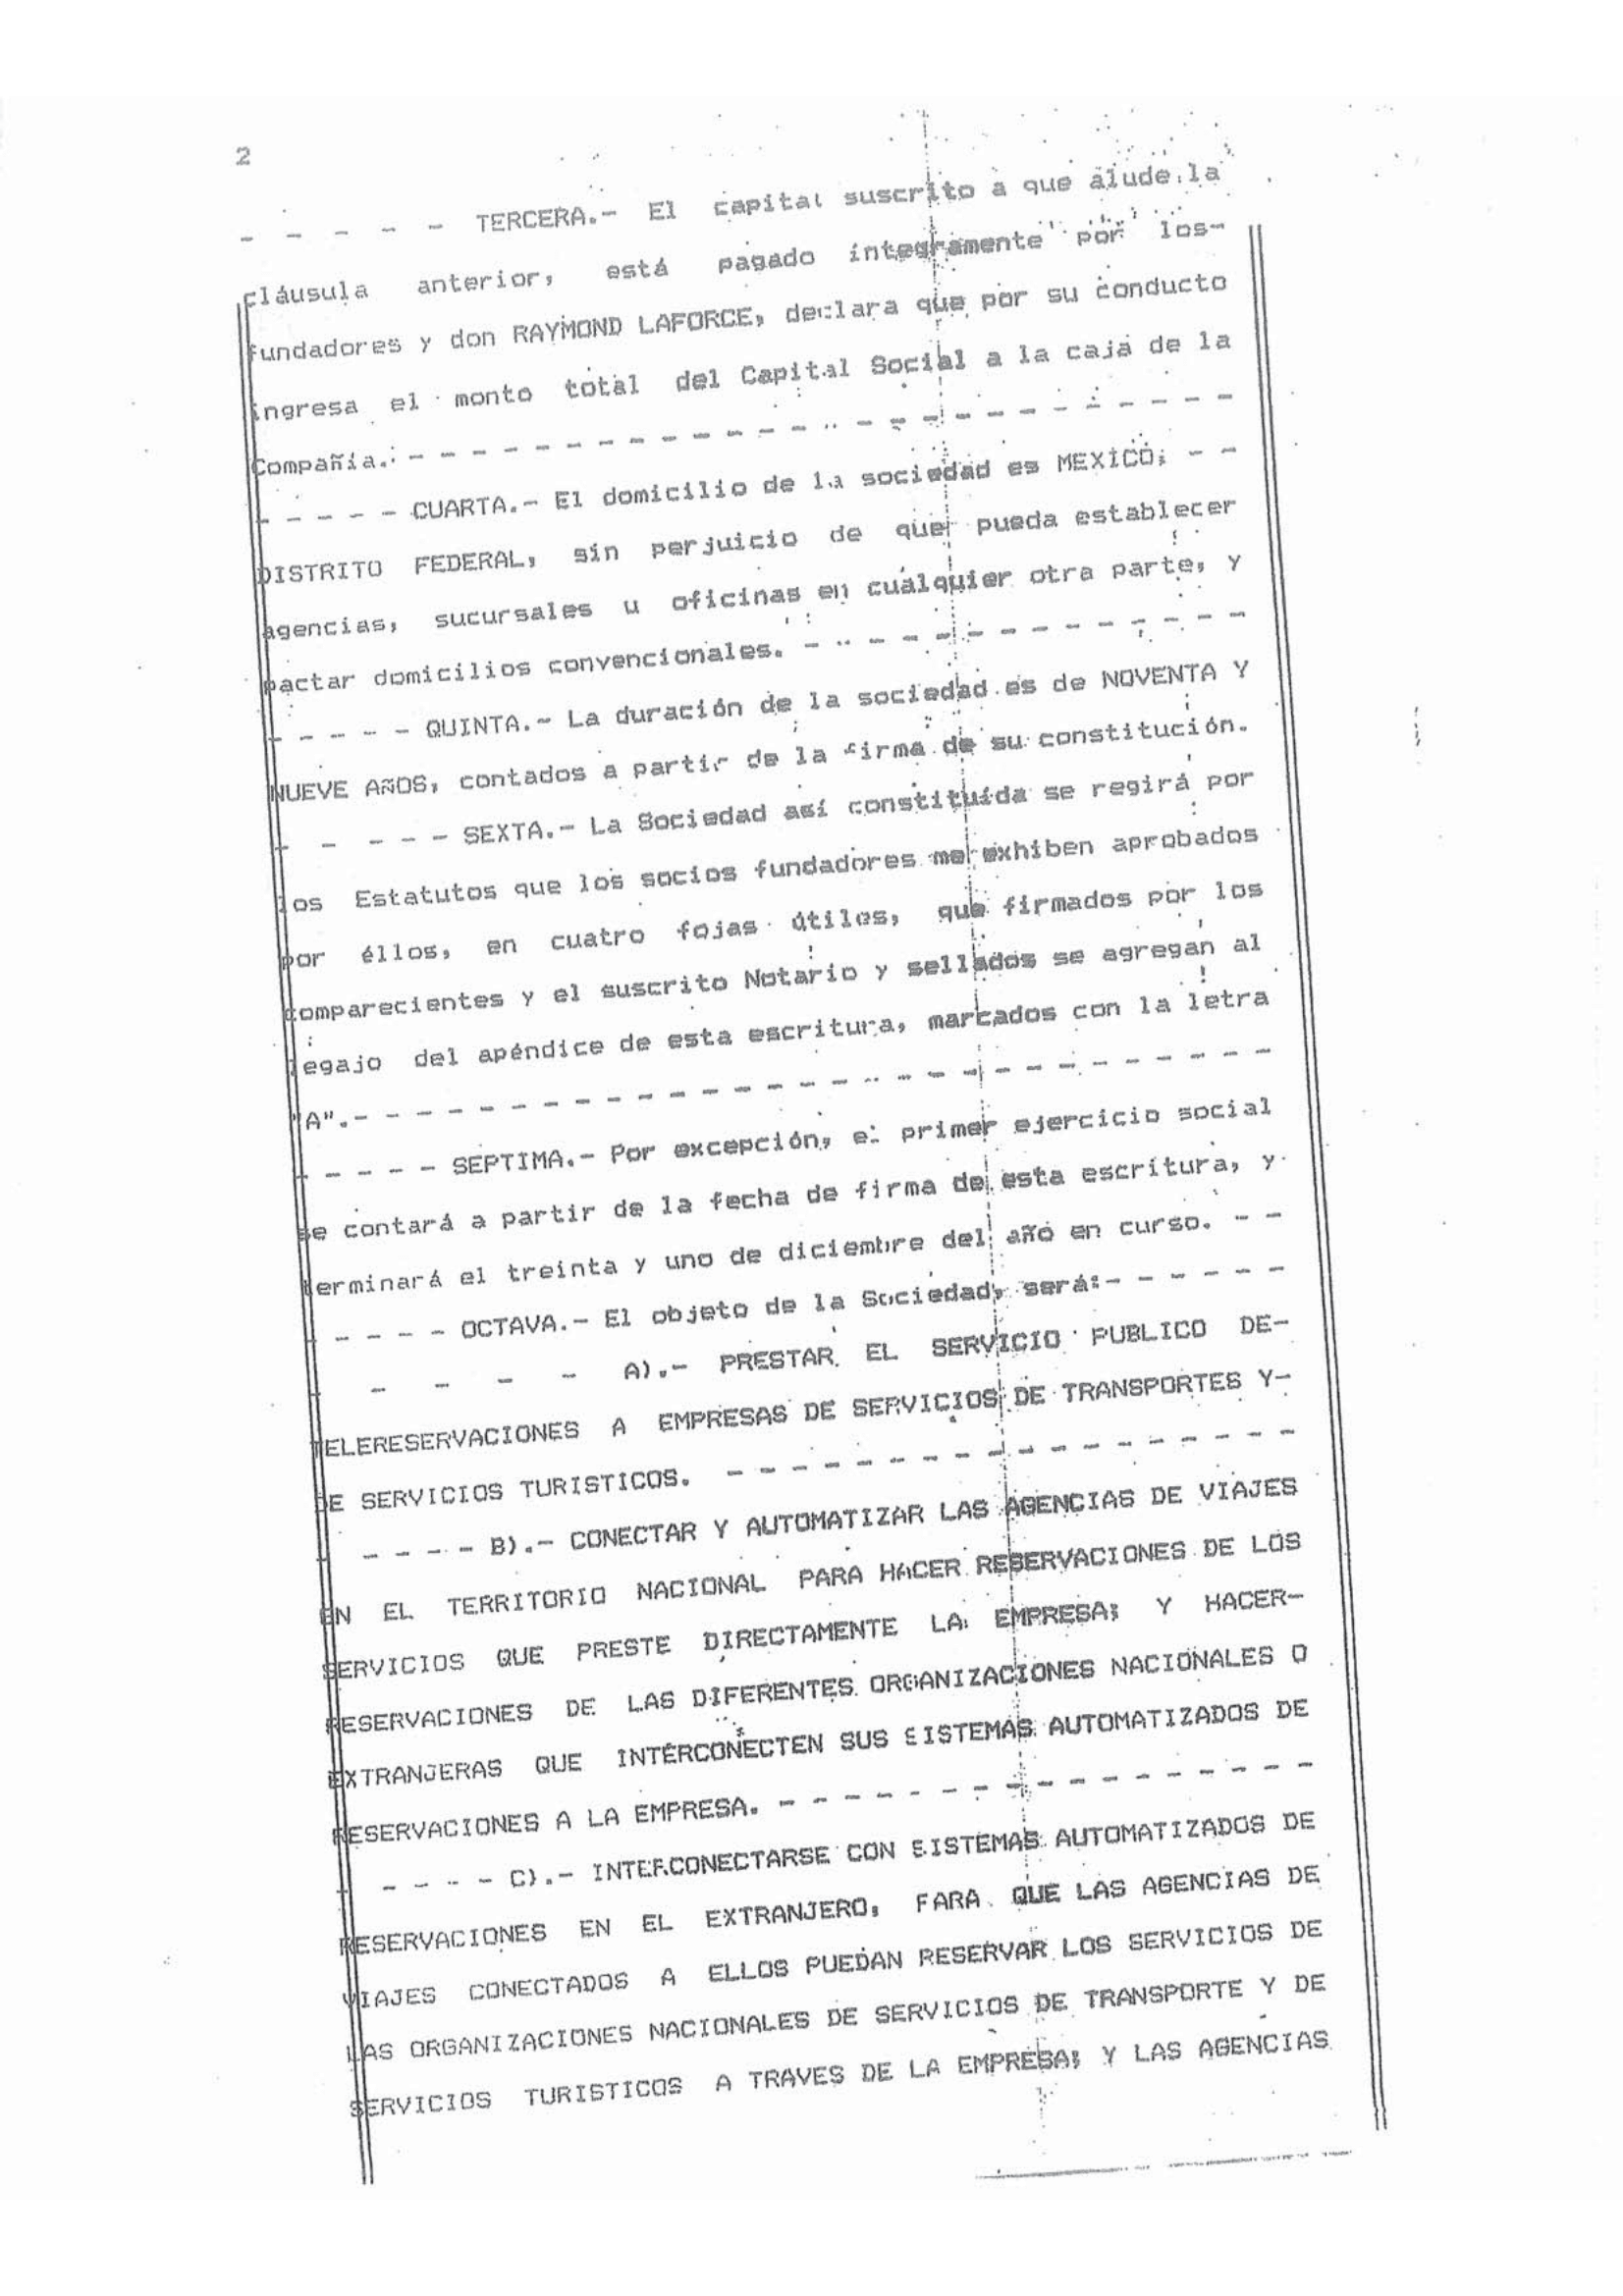 2
- - - - - TERCERA.- El capital suscrito a que alude la
cláusula anterior, está pagado íntegramente por los-
fundadores y don RAYMOND LAFORCE, declara que por su conducto
ingresa el monto total del Capital Social a la caja de la
Compañía.- - - - - - - - - - - - - - - - - - - - - - - - - -
- - - - - CUARTA.- El domicilio de la sociedad es MEXICO, - -
DISTRITO FEDERAL, sin perjuicio de que pueda establecer
agencias, sucursales u oficinas en cualquier otra parte, y
pactar domicilios convencionales. - - - - - - - - - - - - - -
- - - - - QUINTA.- La duración de la sociedad es de NOVENTA Y
NUEVE AÑOS, contados a partir de la firma de su constitución.
- - - - - SEXTA.- La Sociedad así constituída se regirá por
los Estatutos que los socios fundadores me exhiben aprobados
por éllos, en cuatro fojas útiles, que firmados por los
comparecientes y el suscrito Notario y sellados se agregan al
legajo del apéndice de esta escritura, marcados con la letra
"A".- - - - - - - - - - - - - - - - - - - - - - - - - - - - -
- - - - - SEPTIMA.- Por excepción, el primer ejercicio social
se contará a partir de la fecha de firma de esta escritura, y
terminará el treinta y uno de diciembre del año en curso. - -
- - - - - OCTAVA.- El objeto de la Sociedad, será:- - - - - -
- - - - - A).- PRESTAR EL SERVICIO PUBLICO DE-
TELERESERVACIONES A EMPRESAS DE SERVICIOS DE TRANSPORTES Y-
DE SERVICIOS TURISTICOS. - - - - - - - - - - - - - - - - - -
- - - - - B).- CONECTAR Y AUTOMATIZAR LAS AGENCIAS DE VIAJES
EN EL TERRITORIO NACIONAL PARA HACER RESERVACIONES DE LOS
SERVICIOS QUE PRESTE DIRECTAMENTE LA EMPRESA; Y HACER-
RESERVACIONES DE LAS DIFERENTES ORGANIZACIONES NACIONALES O
EXTRANJERAS QUE INTERCONECTEN SUS SISTEMAS AUTOMATIZADOS DE
RESERVACIONES A LA EMPRESA. - - - - - - - - - - - - - - - - -
- - - - - C).- INTERCONECTARSE CON SISTEMAS AUTOMATIZADOS DE
RESERVACIONES EN EL EXTRANJERO, PARA QUE LAS AGENCIAS DE
VIAJES CONECTADOS A ELLOS PUEDAN RESERVAR LOS SERVICIOS DE
LAS ORGANIZACIONES NACIONALES DE SERVICIOS DE TRANSPORTE Y DE
SERVICIOS TURISTICOS A TRAVES DE LA EMPRESA; Y LAS AGENCIAS